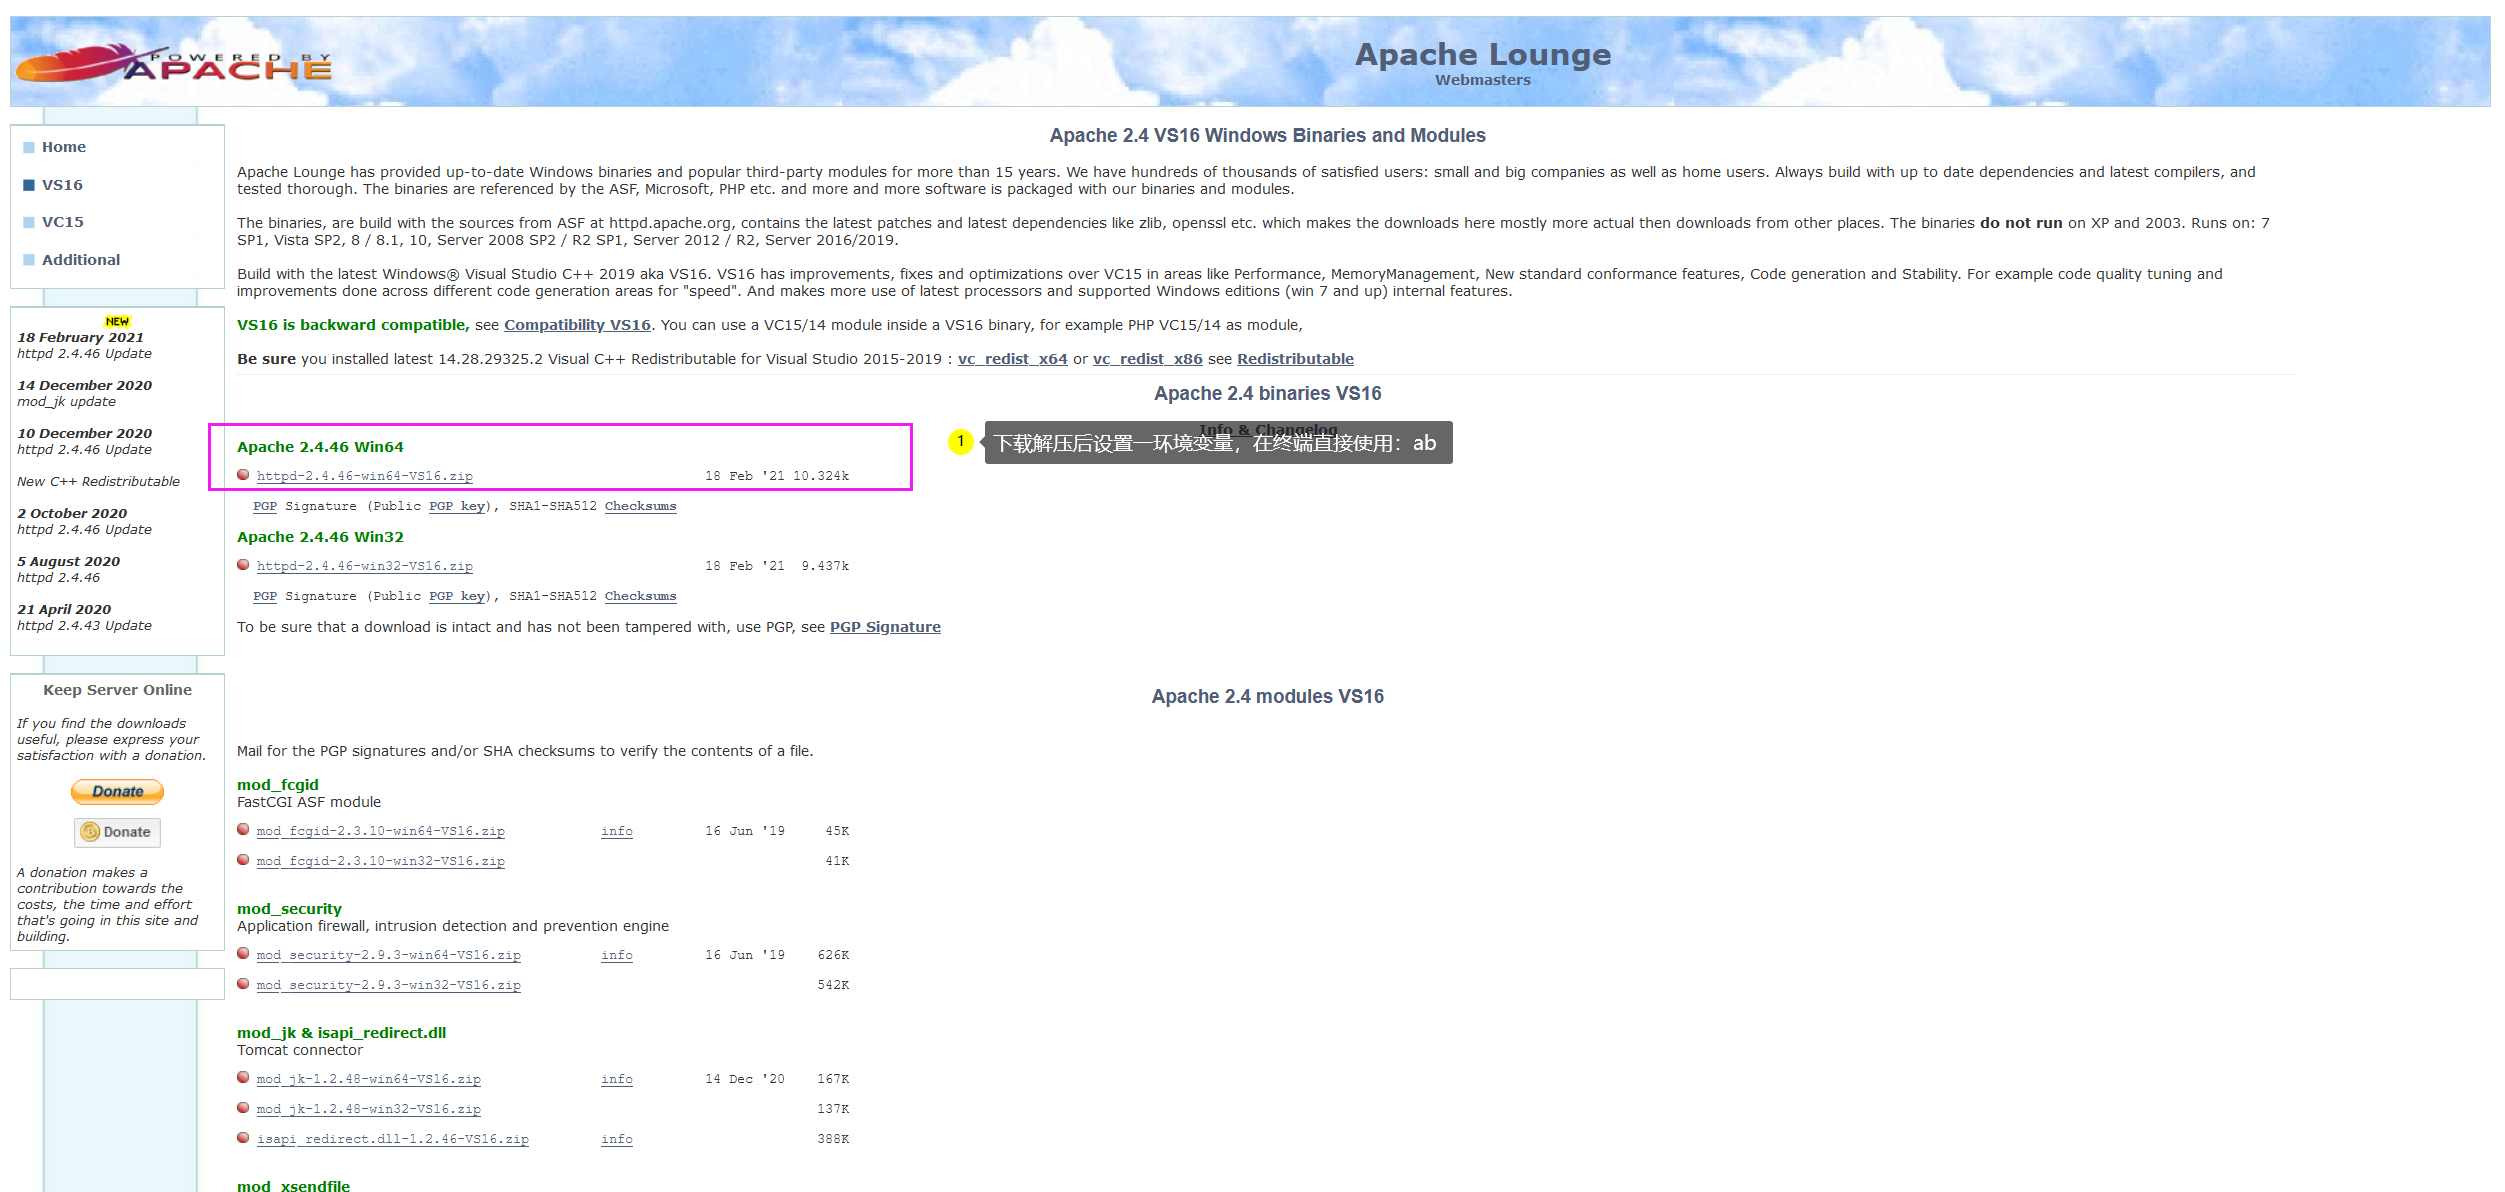 POWERED BY
APACHE
Apache Lounge
Webmasters
Home
VS16
VC15
Additional
NEW
18 February 2021
httpd 2.4.46 Update
14 December 2020
mod_jk update
10 December 2020
httpd 2.4.46 Update
New C++ Redistributable
2 October 2020
httpd 2.4.46 Update
5 August 2020
httpd 2.4.46
21 April 2020
httpd 2.4.43 Update
Keep Server Online
If you find the downloads
useful, please express your
satisfaction with a donation.
Donate
Donate
A donation makes a
contribution towards the
costs, the time and effort
that's going in this site and
building.
Apache 2.4 VS16 Windows Binaries and Modules
Apache Lounge has provided up-to-date Windows binaries and popular third-party modules for more than 15 years. We have hundreds of thousands of satisfied users: small and big companies as well as home users. Always build with up to date dependencies and latest compilers, and
tested thorough. The binaries are referenced by the ASF, Microsoft, PHP etc. and more and more software is packaged with our binaries and modules.
The binaries, are build with the sources from ASF at httpd.apache.org, contains the latest patches and latest dependencies like zlib, openssl etc. which makes the downloads here mostly more actual then downloads from other places. The binaries do not run on XP and 2003. Runs on: 7
SP1, Vista SP2, 8 / 8.1, 10, Server 2008 SP2 / R2 SP1, Server 2012 / R2, Server 2016/2019.
Build with the latest Windows® Visual Studio C++ 2019 aka VS16. VS16 has improvements, fixes and optimizations over VC15 in areas like Performance, MemoryManagement, New standard conformance features, Code generation and Stability. For example code quality tuning and
improvements done across different code generation areas for "speed". And makes more use of latest processors and supported Windows editions (win 7 and up) internal features.
VS16 is backward compatible, see Compatibility VS16. You can use a VC15/14 module inside a VS16 binary, for example PHP VC15/14 as module,
Be sure you installed latest 14.28.29325.2 Visual C++ Redistributable for Visual Studio 2015-2019 : vc_redist_x64 or vc_redist_x86 see Redistributable
Apache 2.4 binaries VS16
Info & Changelog
1 下载解压后设置一环境变量，在终端直接使用：ab
Apache 2.4.46 Win64
httpd-2.4.46-win64-VS16.zip 18 Feb '21 10.324k
PGP Signature (Public PGP key), SHA1-SHA512 Checksums
Apache 2.4.46 Win32
httpd-2.4.46-win32-VS16.zip 18 Feb '21 9.437k
PGP Signature (Public PGP key), SHA1-SHA512 Checksums
To be sure that a download is intact and has not been tampered with, use PGP, see PGP Signature
Apache 2.4 modules VS16
Mail for the PGP signatures and/or SHA checksums to verify the contents of a file.
mod_fcgid
FastCGI ASF module
mod_fcgid-2.3.10-win64-VS16.zip info 16 Jun '19 45K
mod_fcgid-2.3.10-win32-VS16.zip 41K
mod_security
Application firewall, intrusion detection and prevention engine
mod_security-2.9.3-win64-VS16.zip info 16 Jun '19 626K
mod_security-2.9.3-win32-VS16.zip 542K
mod_jk & isapi_redirect.dll
Tomcat connector
mod_jk-1.2.48-win64-VS16.zip info 14 Dec '20 167K
mod_jk-1.2.48-win32-VS16.zip 137K
isapi_redirect.dll-1.2.46-VS16.zip info 388K
mod_xsendfile